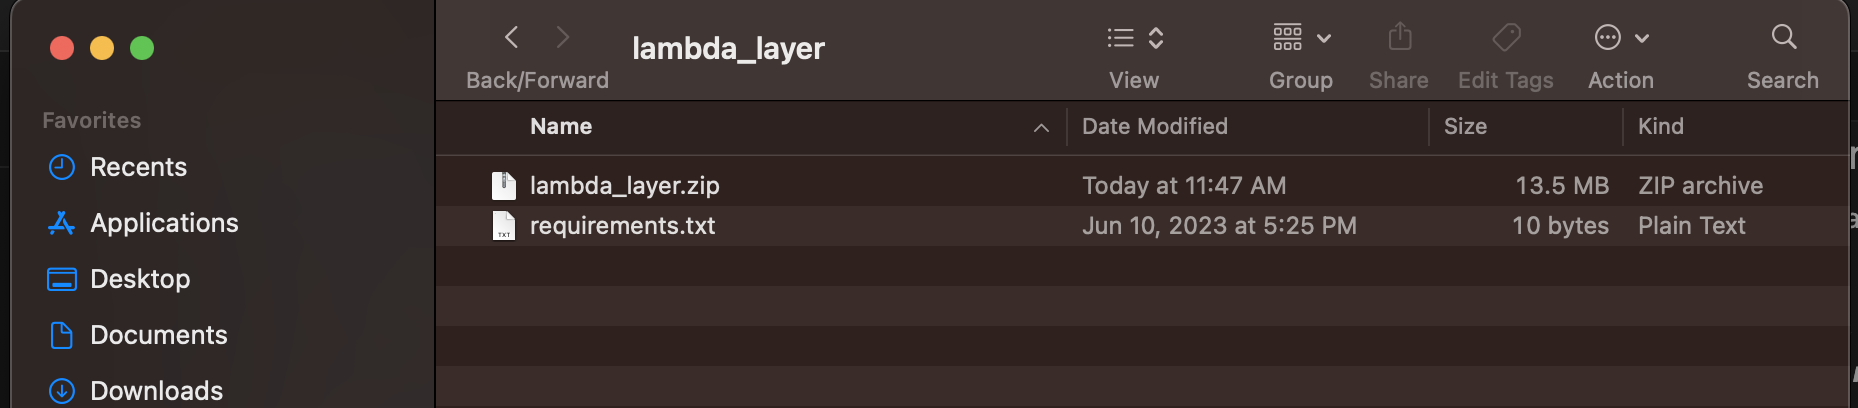 lambda_layer
Back/Forward
View
Group
Share
Edit Tags
Action
Search
Favorites
Recents
Applications
Desktop
Documents
Downloads
Name Date Modified Size Kind
lambda_layer.zip Today at 11:47 AM 13.5 MB ZIP archive
TXT
requirements.txt Jun 10, 2023 at 5:25 PM 10 bytes Plain Text